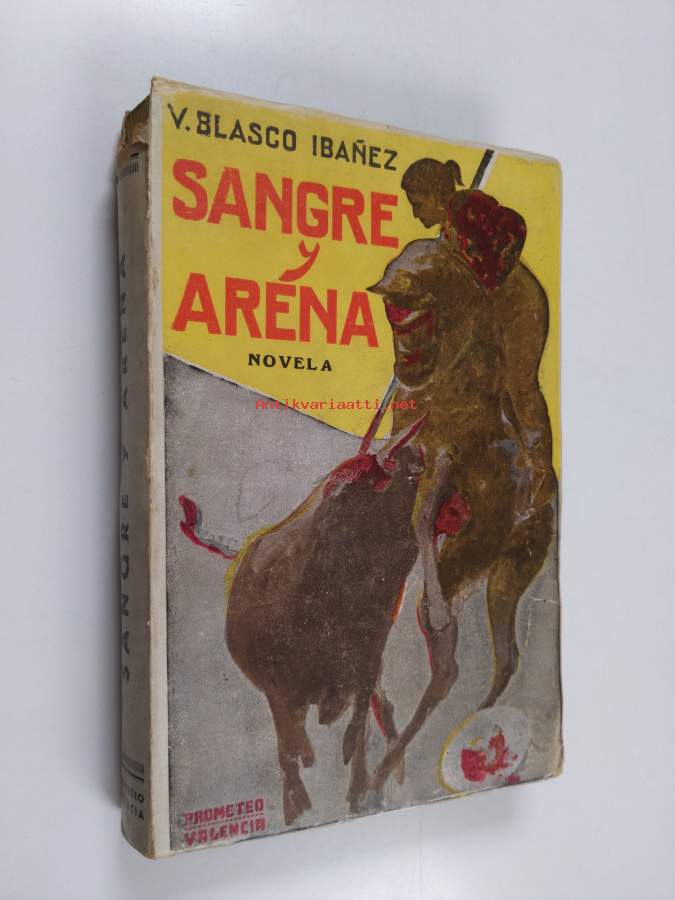 V. BLASCO IBAÑEZ
SANGRE
y
ARENA
NOVELA
Antikvariaatti.net
PROMETEO
VALENCIA
SANGRE Y ARENA